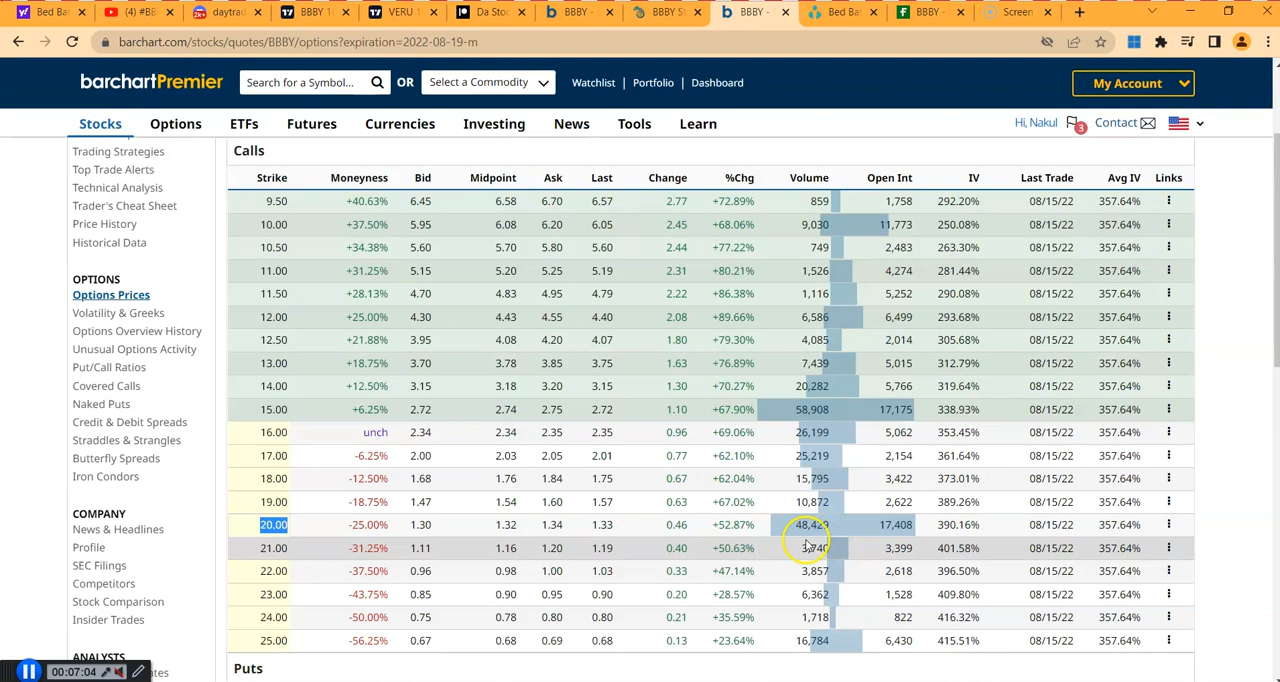 Bed Bat
(4) #BB
daytrad
BBBY 1
VERU 1
Da Stoc
BBBY -
BBBY St
BBBY -
Bed Ba
BBBY -
Screen
barchart.com/stocks/quotes/BBBY/options?expiration=2022-08-19-m
barchartPremier
Search for a Symbol...
OR
Select a Commodity
Watchlist | Portfolio | Dashboard
My Account
Stocks Options ETFs Futures Currencies Investing News Tools Learn
Hi, Nakul 3 Contact
Trading Strategies
Top Trade Alerts
Technical Analysis
Trader's Cheat Sheet
Price History
Historical Data
OPTIONS
Options Prices
Volatility & Greeks
Options Overview History
Unusual Options Activity
Put/Call Ratios
Covered Calls
Naked Puts
Credit & Debit Spreads
Straddles & Strangles
Butterfly Spreads
Iron Condors
COMPANY
News & Headlines
Profile
SEC Filings
Competitors
Stock Comparison
Insider Trades
ANALYSTS
Calls
Strike Moneyness Bid Midpoint Ask Last Change %Chg Volume Open Int IV Last Trade Avg IV Links
9.50 +40.63% 6.45 6.58 6.70 6.57 2.77 +72.89% 859 1,758 292.20% 08/15/22 357.64%
10.00 +37.50% 5.95 6.08 6.20 6.05 2.45 +68.06% 9,030 11,773 250.08% 08/15/22 357.64%
10.50 +34.38% 5.60 5.70 5.80 5.60 2.44 +77.22% 749 2,483 263.30% 08/15/22 357.64%
11.00 +31.25% 5.15 5.20 5.25 5.19 2.31 +80.21% 1,526 4,274 281.44% 08/15/22 357.64%
11.50 +28.13% 4.70 4.83 4.95 4.79 2.22 +86.38% 1,116 5,252 290.08% 08/15/22 357.64%
12.00 +25.00% 4.30 4.43 4.55 4.40 2.08 +89.66% 6,586 6,499 293.68% 08/15/22 357.64%
12.50 +21.88% 3.95 4.08 4.20 4.07 1.80 +79.30% 4,085 2,014 305.68% 08/15/22 357.64%
13.00 +18.75% 3.70 3.78 3.85 3.75 1.63 +76.89% 7,439 5,015 312.79% 08/15/22 357.64%
14.00 +12.50% 3.15 3.18 3.20 3.15 1.30 +70.27% 20,282 5,766 319.64% 08/15/22 357.64%
15.00 +6.25% 2.72 2.74 2.75 2.72 1.10 +67.90% 58,908 17,175 338.93% 08/15/22 357.64%
16.00 unch 2.34 2.34 2.35 2.35 0.96 +69.06% 26,199 5,062 353.45% 08/15/22 357.64%
17.00 -6.25% 2.00 2.03 2.05 2.01 0.77 +62.10% 25,219 2,154 361.64% 08/15/22 357.64%
18.00 -12.50% 1.68 1.76 1.84 1.75 0.67 +62.04% 15,795 3,422 373.01% 08/15/22 357.64%
19.00 -18.75% 1.47 1.54 1.60 1.57 0.63 +67.02% 10,872 2,622 389.26% 08/15/22 357.64%
20.00 -25.00% 1.30 1.32 1.34 1.33 0.46 +52.87% 48,429 17,408 390.16% 08/15/22 357.64%
21.00 -31.25% 1.11 1.16 1.20 1.19 0.40 +50.63% 3,740 3,399 401.58% 08/15/22 357.64%
22.00 -37.50% 0.96 0.98 1.00 1.03 0.33 +47.14% 3,857 2,618 396.50% 08/15/22 357.64%
23.00 -43.75% 0.85 0.90 0.95 0.90 0.20 +28.57% 6,362 1,528 409.80% 08/15/22 357.64%
24.00 -50.00% 0.75 0.78 0.80 0.80 0.21 +35.59% 1,718 822 416.32% 08/15/22 357.64%
25.00 -56.25% 0.67 0.68 0.69 0.68 0.13 +23.64% 16,784 6,430 415.51% 08/15/22 357.64%
Puts
00:07:04